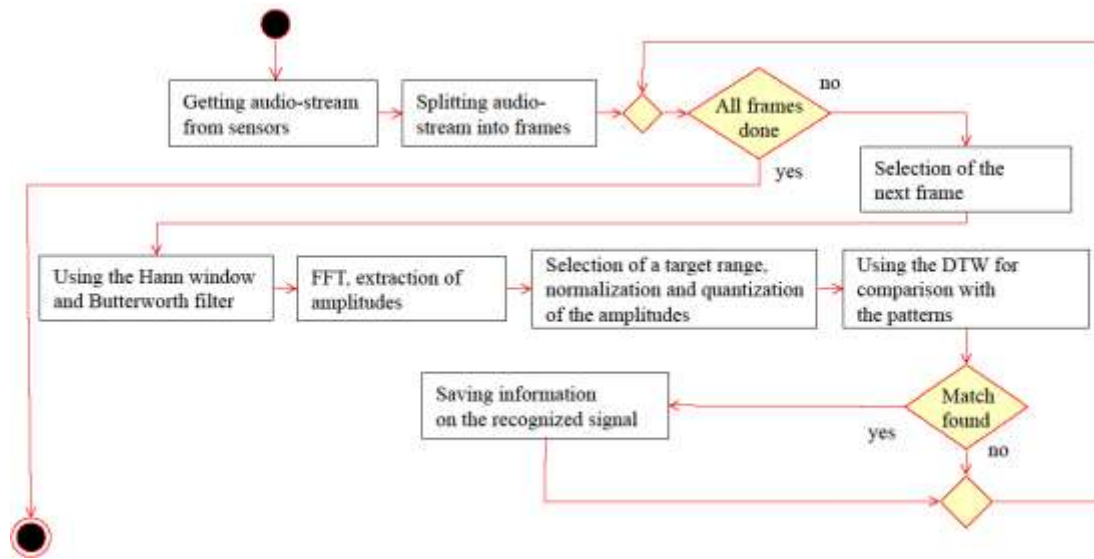 Getting audio-stream
from sensors
Splitting audio-
stream into frames
All frames
done
no
yes
Selection of the
next frame
Using the Hann window
and Butterworth filter
FFT, extraction of
amplitudes
Selection of a target range,
normalization and quantization
of the amplitudes
Using the DTW for
comparison with
the patterns
Match
found
yes
no
Saving information
on the recognized signal